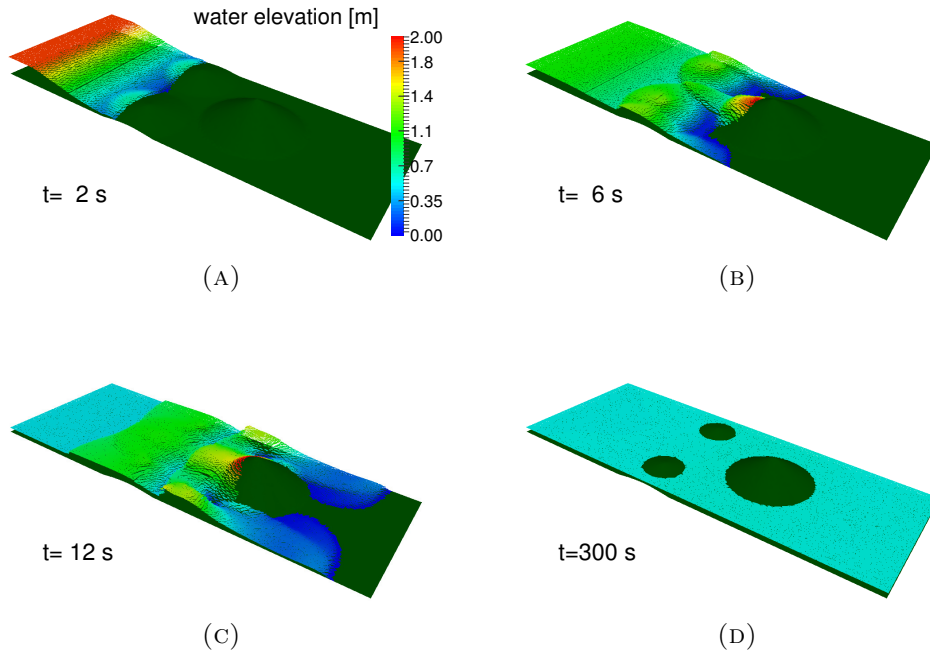 water elevation [m]
2.00
1.8
1.4
1.1
0.7
0.35
0.00
t= 2 s
t= 6 s
(A)
(B)
t= 12 s
t=300 s
(C)
(D)